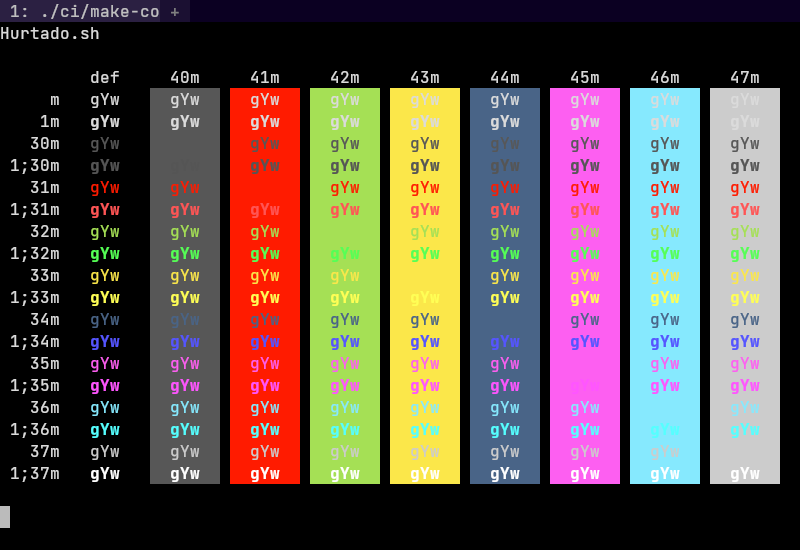 1: ./ci/make-co +
Hurtado.sh
def 40m 41m 42m 43m 44m 45m 46m 47m
m gYw gYw gYw gYw gYw gYw gYw gYw gYw
1m gYw gYw gYw gYw gYw gYw gYw gYw gYw
30m gYw gYw gYw gYw gYw gYw gYw gYw
1;30m gYw gYw gYw gYw gYw gYw gYw gYw
31m gYw gYw gYw gYw gYw gYw gYw gYw
1;31m gYw gYw gYw gYw gYw gYw gYw gYw gYw
32m gYw gYw gYw gYw gYw gYw gYw gYw
1;32m gYw gYw gYw gYw gYw gYw gYw gYw gYw
33m gYw gYw gYw gYw gYw gYw gYw gYw
1;33m gYw gYw gYw gYw gYw gYw gYw gYw gYw
34m gYw gYw gYw gYw gYw gYw gYw gYw
1;34m gYw gYw gYw gYw gYw gYw gYw gYw gYw
35m gYw gYw gYw gYw gYw gYw gYw gYw
1;35m gYw gYw gYw gYw gYw gYw gYw gYw
36m gYw gYw gYw gYw gYw gYw gYw gYw
1;36m gYw gYw gYw gYw gYw gYw gYw gYw gYw
37m gYw gYw gYw gYw gYw gYw gYw gYw
1;37m gYw gYw gYw gYw gYw gYw gYw gYw gYw